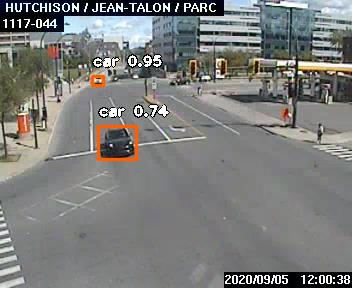 HUTCHISON / JEAN-TALON / PARC
1117-044
car 0.95
car 0.74
2020/09/05 12:00:38